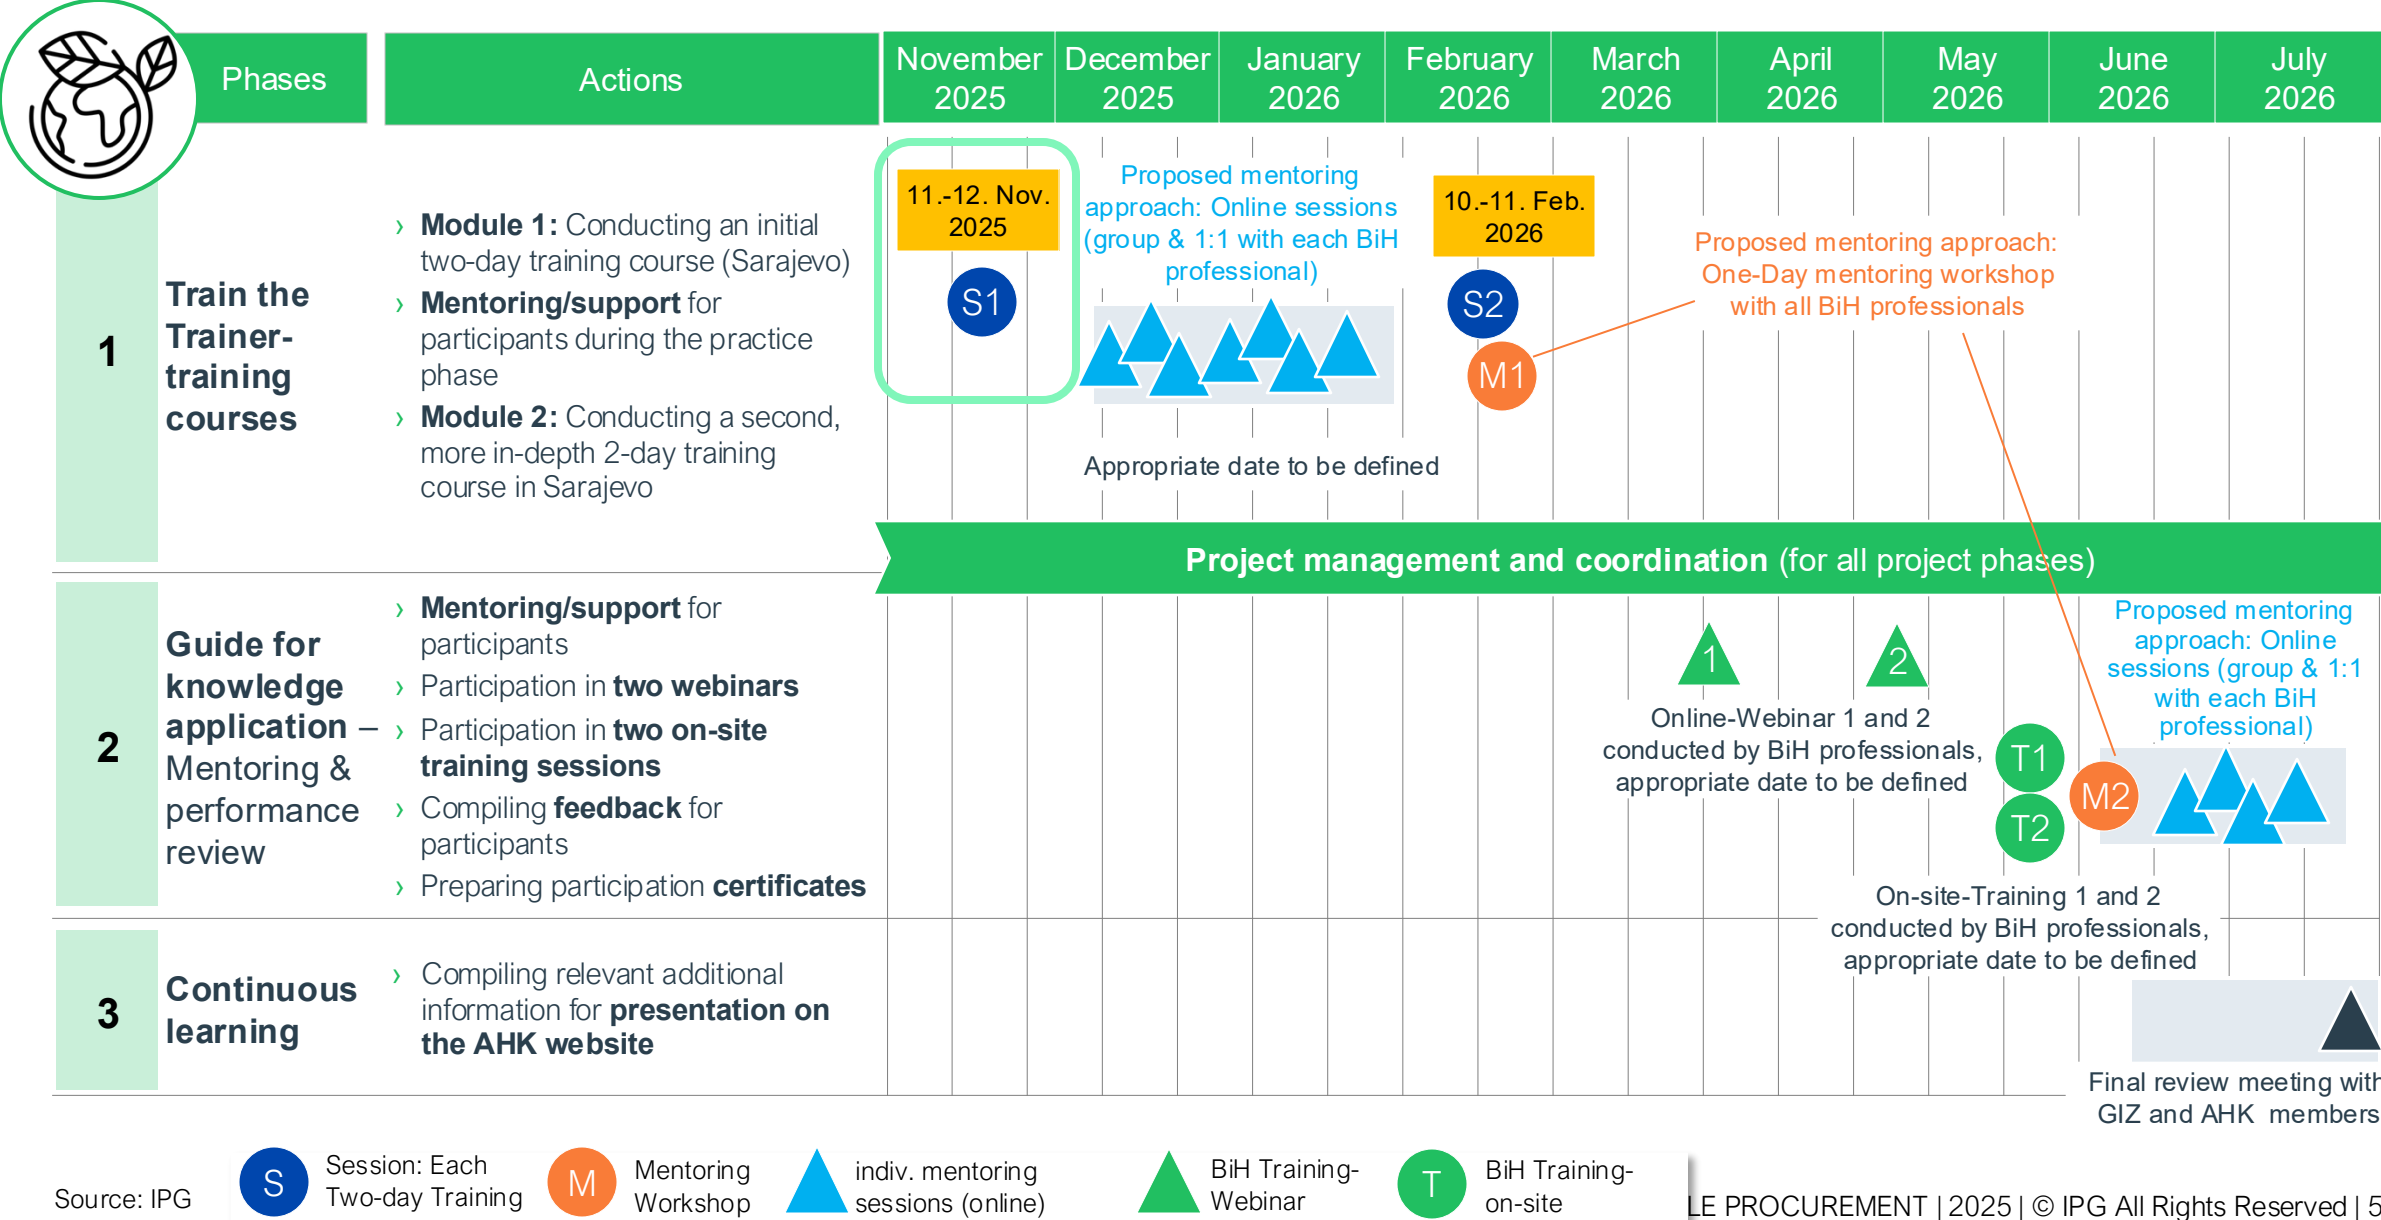 Phases
Actions
November
2025
December
2025
January
2026
February
2026
March
2026
April
2026
May
2026
June
2026
July
2026
1
Train the
Trainer-
training
courses
› Module 1: Conducting an initial
two-day training course (Sarajevo)
› Mentoring/support for
participants during the practice
phase
› Module 2: Conducting a second,
more in-depth 2-day training
course in Sarajevo
11.-12. Nov.
2025
S1
Proposed mentoring
approach: Online sessions
(group & 1:1 with each BiH
professional)
Appropriate date to be defined
10.-11. Feb.
2026
S2
M1
Proposed mentoring approach:
One-Day mentoring workshop
with all BiH professionals
Project management and coordination (for all project phases)
2
Guide for
knowledge
application –
Mentoring &
performance
review
› Mentoring/support for
participants
› Participation in two webinars
› Participation in two on-site
training sessions
› Compiling feedback for
participants
› Preparing participation certificates
1
2
Online-Webinar 1 and 2
conducted by BiH professionals,
appropriate date to be defined
T1
T2
M2
Proposed mentoring
approach: Online
sessions (group & 1:1
with each BiH
professional)
On-site-Training 1 and 2
conducted by BiH professionals,
appropriate date to be defined
3
Continuous
learning
› Compiling relevant additional
information for presentation on
the AHK website
Final review meeting with
GIZ and AHK members
Source: IPG
S
Session: Each
Two-day Training
M
Mentoring
Workshop
indiv. mentoring
sessions (online)
BiH Training-
Webinar
T
BiH Training-
on-site
LE PROCUREMENT | 2025 | © IPG All Rights Reserved | 5